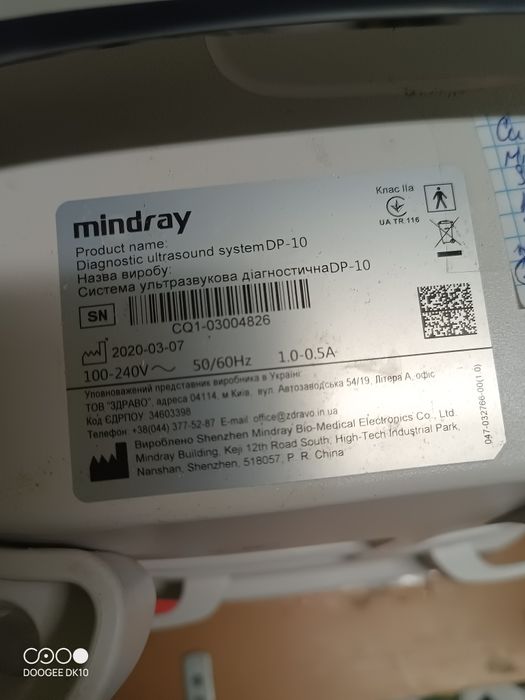 mindray
Product name:
Diagnostic ultrasound system DP-10
Назва виробу:
Система ультразвукова діагностична DP-10
Клас IIa
UA TR 116
SN
CQ1-03004826
2020-03-07
100-240V~ 50/60Hz 1.0-0.5A
Уповноважений представник виробника в Україні:
ТОВ "ЗДРАВО", адреса 04114, м Київ, вул. Автозаводська 54/19, Літера А, офіс
Код ЄДРПОУ 34603398
Телефон: +38(044) 377-52-87 E-mail: office@zdravo.in.ua
Вироблено Shenzhen Mindray Bio-Medical Electronics Co., Ltd.
Mindray Building, Keji 12th Road South, High-Tech Industrial Park,
Nanshan, Shenzhen, 518057, P. R. China
047-032766-00(1.0)
DOOGEE DK10